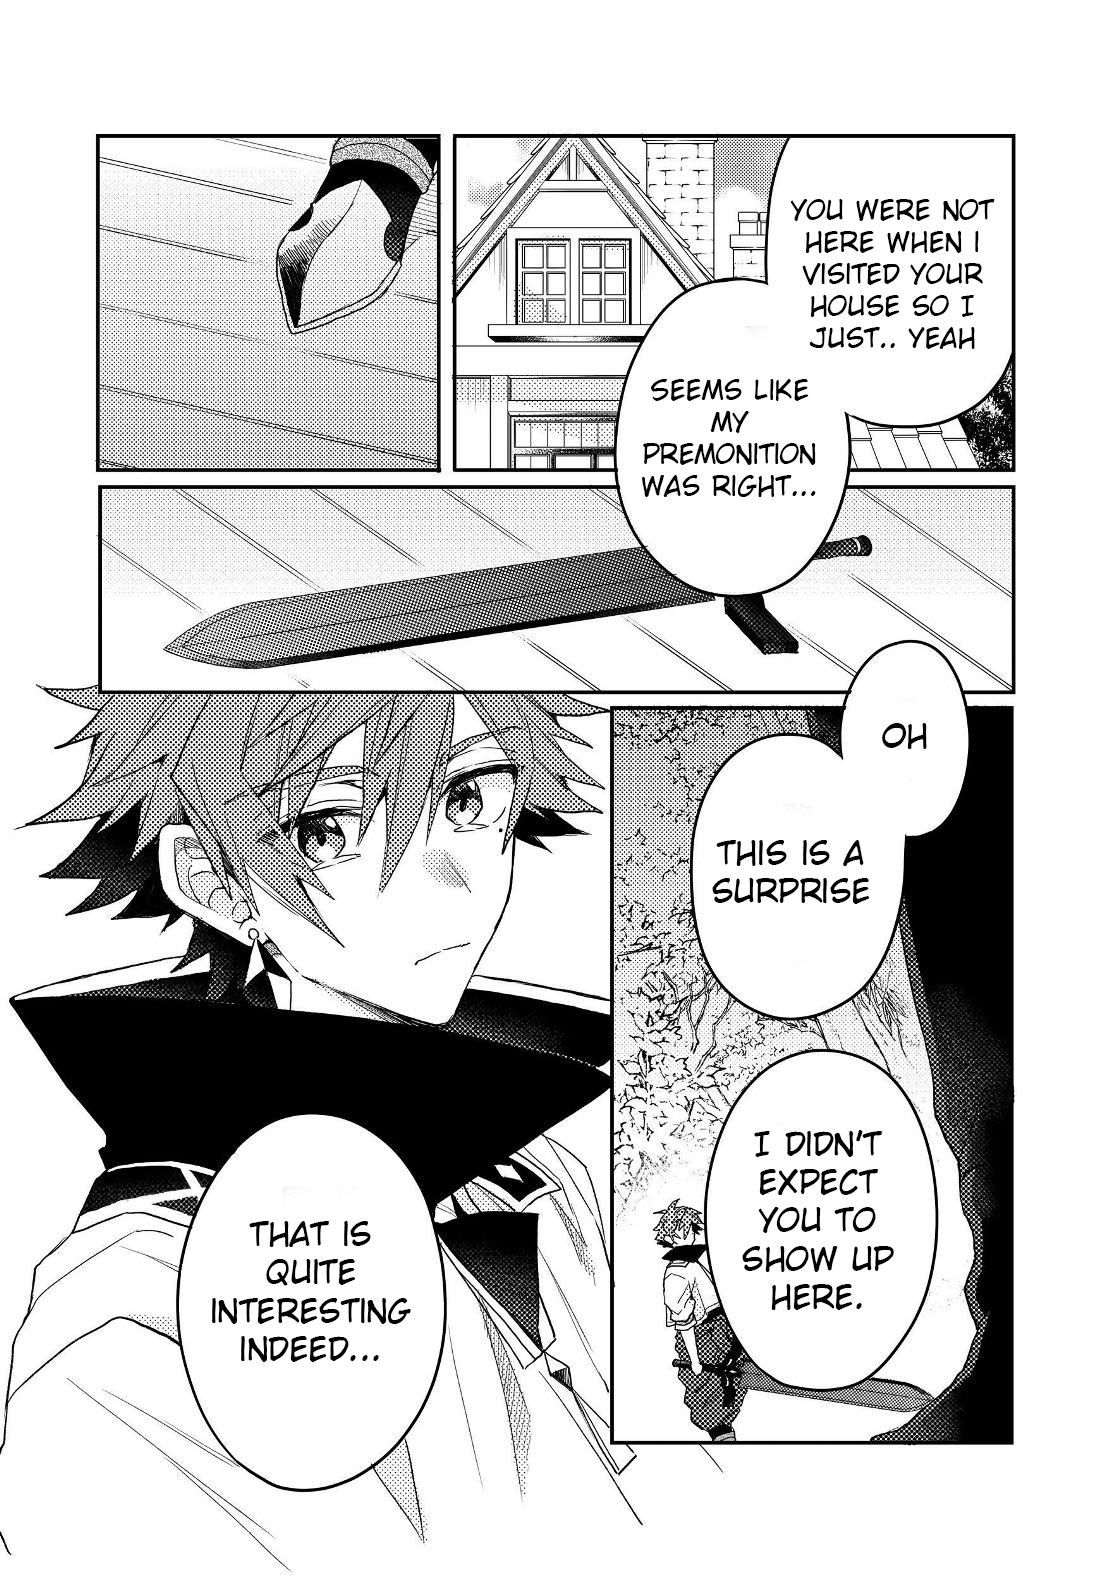 YOU WERE NOT
HERE WHEN I
VISITED YOUR
HOUSE SO I
JUST.. YEAH
SEEMS LIKE
MY
PREMONITION
WAS RIGHT...
OH
THIS IS A
SURPRISE
I DIDN'T
EXPECT
YOU TO
SHOW UP
HERE.
THAT IS
QUITE
INTERESTING
INDEED...